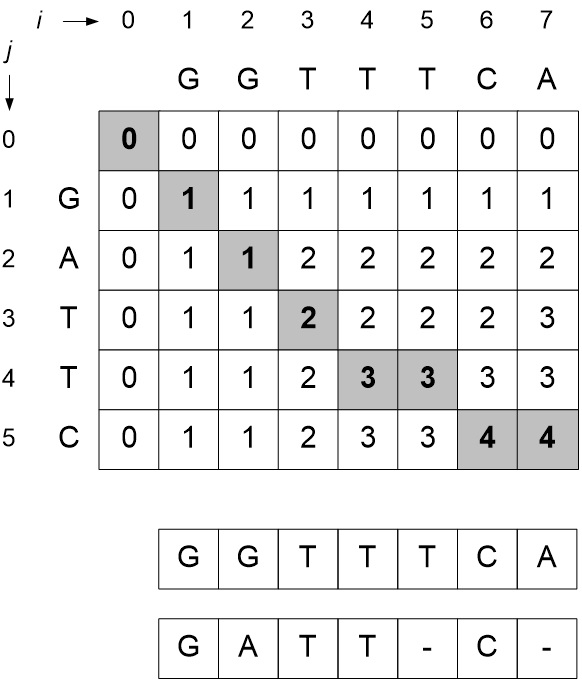 i 0 1 2 3 4 5 6 7
j
G G T T T C A
0 0 0 0 0 0 0 0 0
1 G 0 1 1 1 1 1 1 1
2 A 0 1 1 2 2 2 2 2
3 T 0 1 1 2 2 2 2 3
4 T 0 1 1 2 3 3 3 3
5 C 0 1 1 2 3 3 4 4
G G T T T C A
G A T T - C -